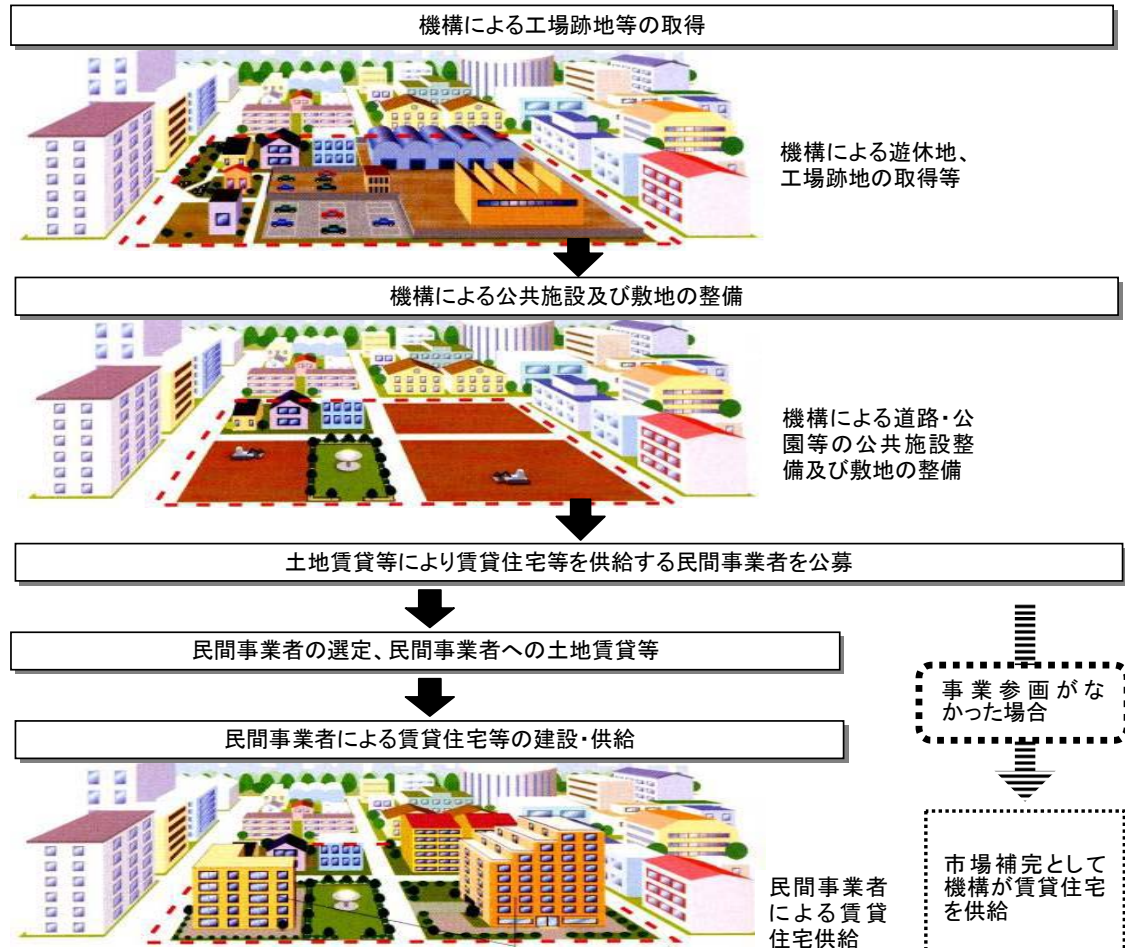 機構による工場跡地等の取得
機構による遊休地、
工場跡地の取得等
機構による公共施設及び敷地の整備
機構による道路・公
園等の公共施設整
備及び敷地の整備
土地賃貸等により賃貸住宅等を供給する民間事業者を公募
民間事業者の選定、民間事業者への土地賃貸等
事業参画がな
かった場合
民間事業者による賃貸住宅等の建設・供給
民間事業者
による賃貸
住宅供給
市場補完として
機構が賃貸住宅
を供給